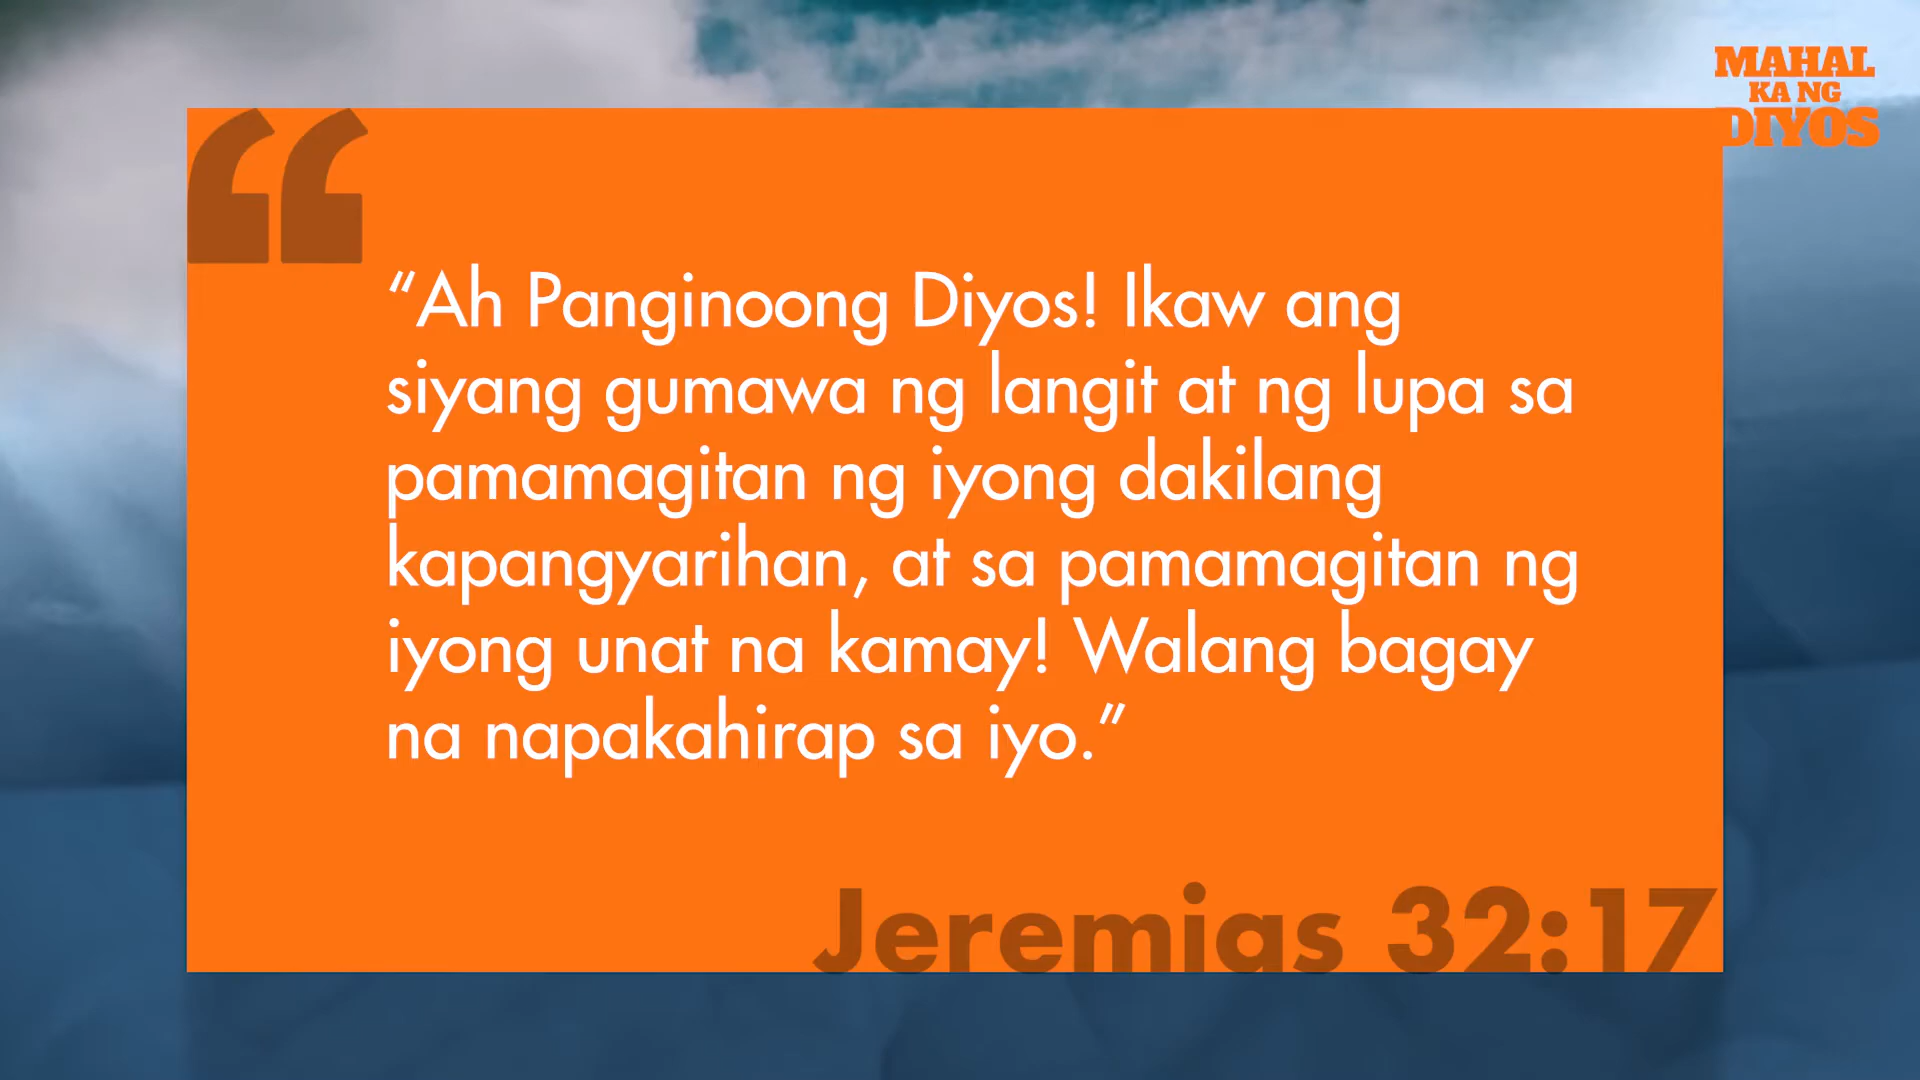 MAHAL
KA NG
DIYOS
“Ah Panginoong Diyos! Ikaw ang
siyang gumawa ng langit at ng lupa sa
pamamagitan ng iyong dakilang
kapangyarihan, at sa pamamagitan ng
iyong unat na kamay! Walang bagay
na napakahirap sa iyo.”
Jeremias 32:17